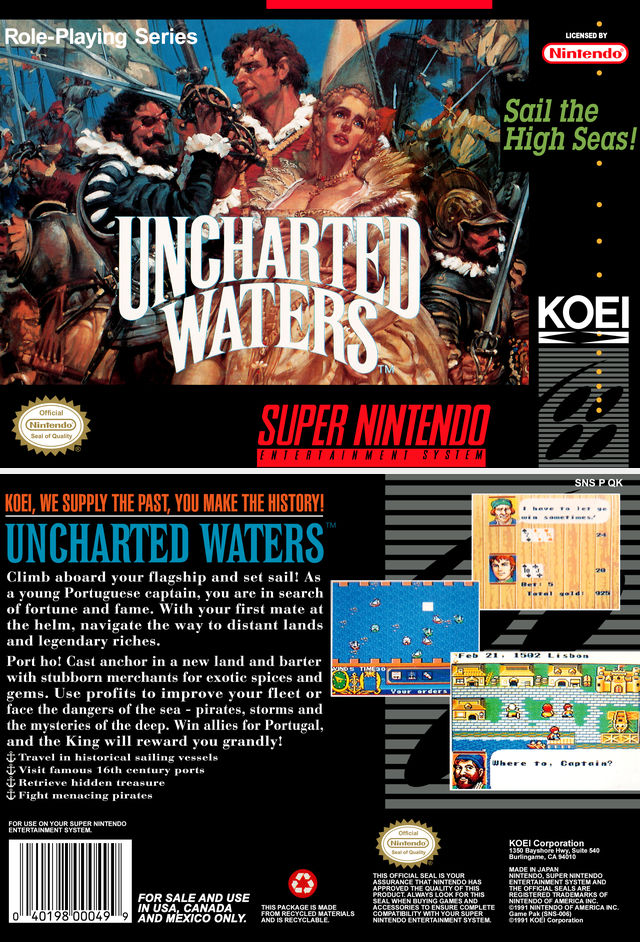 Role-Playing Series
LICENSED BY
Nintendo
Sail the
High Seas!
UNCHARTED
WATERS™
KOEI
Official
Nintendo
Seal of Quality
SUPER NINTENDO
ENTERTAINMENT SYSTEM
SNS P QK
KOEI, WE SUPPLY THE PAST, YOU MAKE THE HISTORY!
UNCHARTED WATERS™
Climb aboard your flagship and set sail! As
a young Portuguese captain, you are in search
of fortune and fame. With your first mate at
the helm, navigate the way to distant lands
and legendary riches.
Port ho! Cast anchor in a new land and barter
with stubborn merchants for exotic spices and
gems. Use profits to improve your fleet or
face the dangers of the sea - pirates, storms and
the mysteries of the deep. Win allies for Portugal,
and the King will reward you grandly!
Travel in historical sailing vessels
Visit famous 16th century ports
Retrieve hidden treasure
Fight menacing pirates
I have to let ye
win sometimes!
24
20
Bet: 5
Total gold: 925
Your orders
Feb 21, 1502 Lisbon
Where to, Captain?
FOR USE ON YOUR SUPER NINTENDO
ENTERTAINMENT SYSTEM.
0 40198 00049 9
FOR SALE AND USE
IN USA, CANADA
AND MEXICO ONLY.
THIS PACKAGE IS MADE
FROM RECYCLED MATERIALS
AND IS RECYCLABLE.
Official
Nintendo
Seal of Quality
THIS OFFICIAL SEAL IS YOUR
ASSURANCE THAT NINTENDO HAS
APPROVED THE QUALITY OF THIS
PRODUCT. ALWAYS LOOK FOR THIS
SEAL WHEN BUYING GAMES AND
ACCESSORIES TO ENSURE COMPLETE
COMPATIBILITY WITH YOUR SUPER
NINTENDO ENTERTAINMENT SYSTEM.
KOEI Corporation
1350 Bayshore Hwy, Suite 540
Burlingame, CA 94010
MADE IN JAPAN
NINTENDO, SUPER NINTENDO
ENTERTAINMENT SYSTEM AND
THE OFFICIAL SEALS ARE
REGISTERED TRADEMARKS OF
NINTENDO OF AMERICA INC.
©1991 NINTENDO OF AMERICA INC.
Game Pak (SNS-006)
©1991 KOEI Corporation